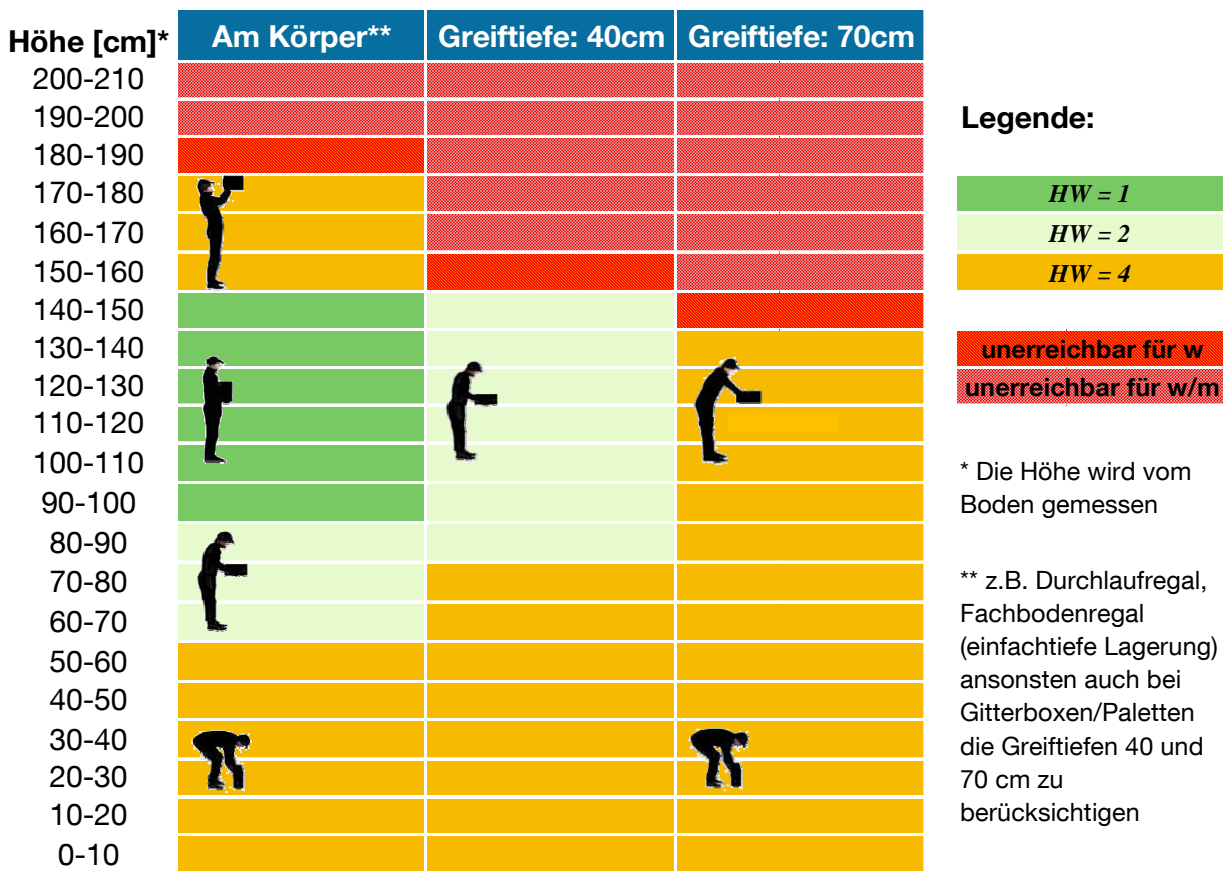 Höhe [cm]* Am Körper** Greiftiefe: 40cm Greiftiefe: 70cm
200-210
190-200
180-190
170-180
160-170
150-160
140-150
130-140
120-130
110-120
100-110
90-100
80-90
70-80
60-70
50-60
40-50
30-40
20-30
10-20
0-10
Legende:
HW = 1
HW = 2
HW = 4
unerreichbar für w
unerreichbar für w/m
* Die Höhe wird vom
Boden gemessen
** z.B. Durchlaufregal,
Fachbodenregal
(einfachtiefe Lagerung)
ansonsten auch bei
Gitterboxen/Paletten
die Greiftiefen 40 und
70 cm zu
berücksichtigen